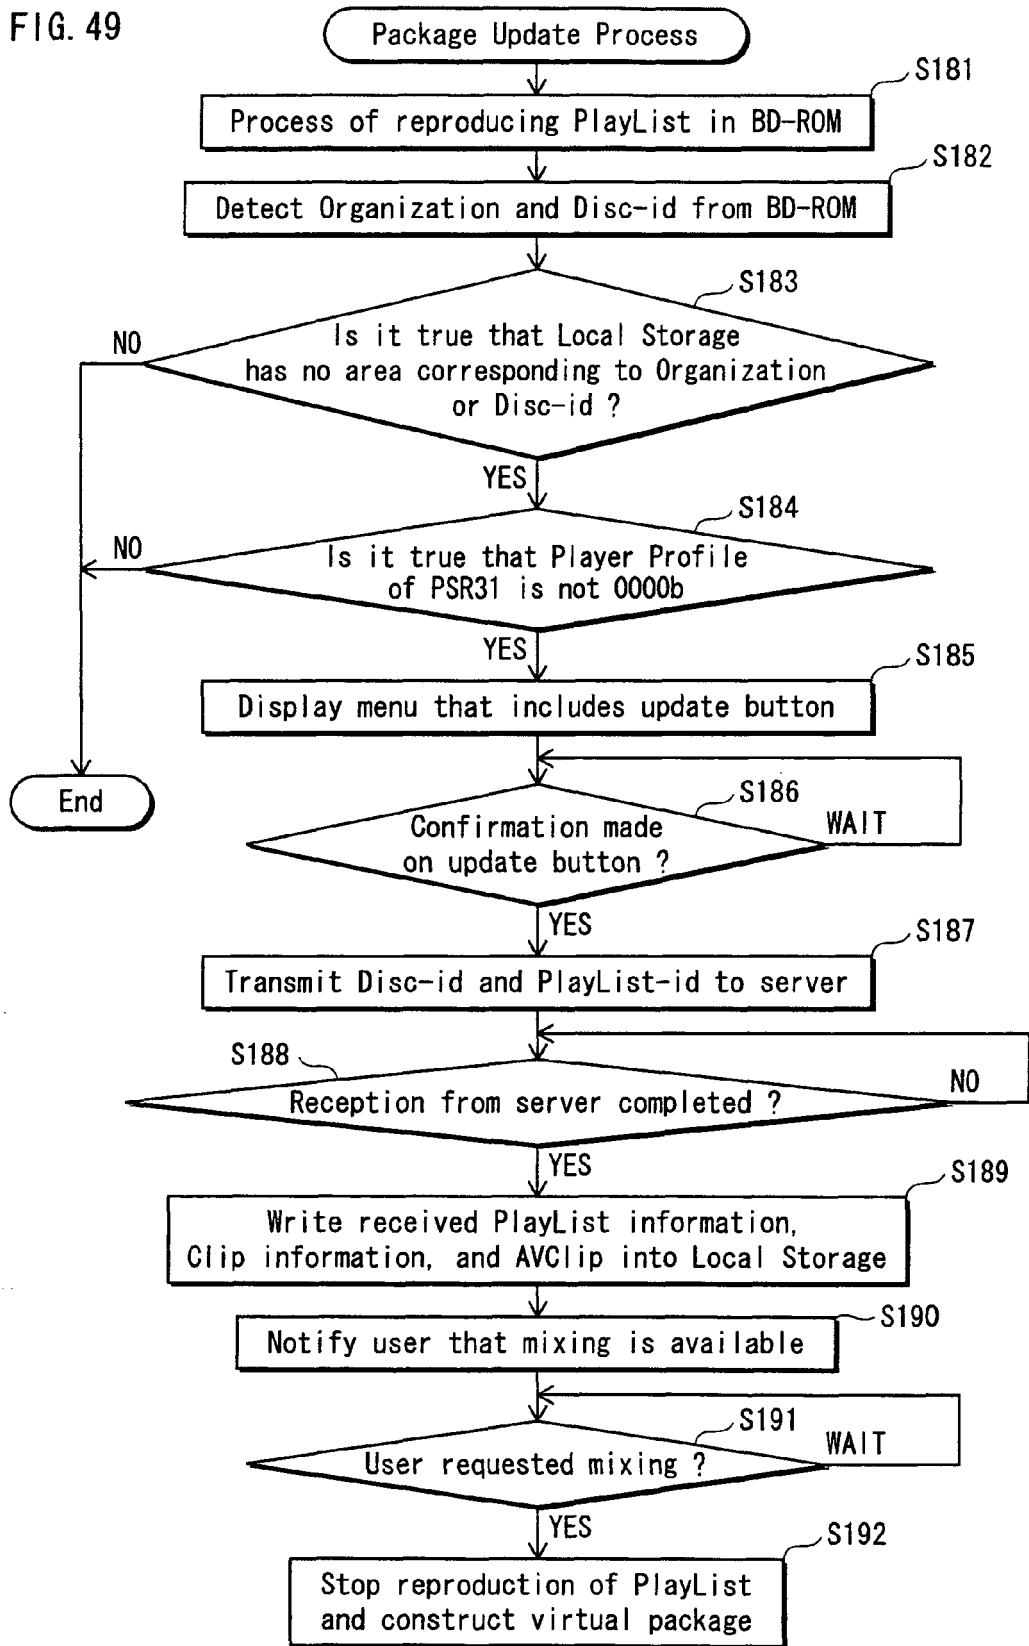 FIG. 49
Package Update Process
S181
Process of reproducing PlayList in BD-ROM
S182
Detect Organization and Disc-id from BD-ROM
S183
Is it true that Local Storage
has no area corresponding to Organization
or Disc-id ?
NO
YES
S184
Is it true that Player Profile
of PSR31 is not 0000b
NO
YES
S185
Display menu that includes update button
End
S186
Confirmation made
on update button ?
WAIT
YES
S187
Transmit Disc-id and PlayList-id to server
S188
Reception from server completed ?
NO
YES
S189
Write received PlayList information,
Clip information, and AVClip into Local Storage
S190
Notify user that mixing is available
S191
User requested mixing ?
WAIT
YES
S192
Stop reproduction of PlayList
and construct virtual package